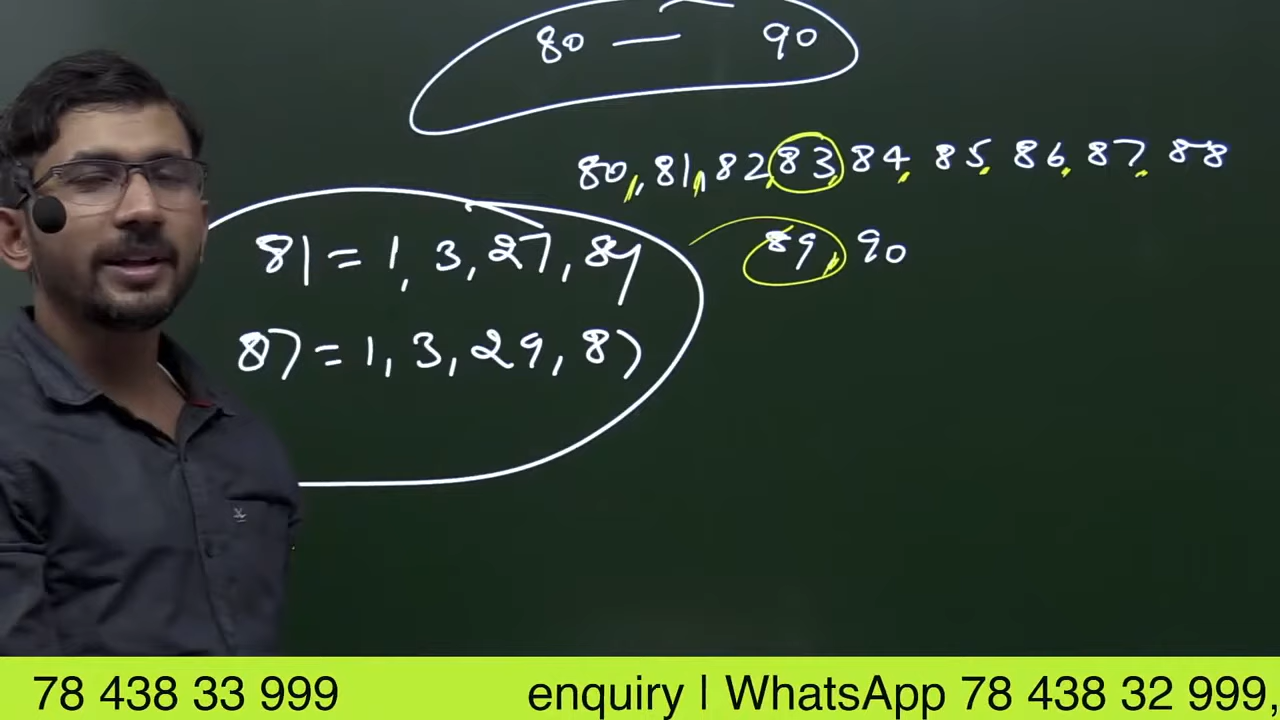 80 — 90
80, 81, 82, 83, 84, 85, 86, 87, 88
89, 90
81 = 1, 3, 27, 81
87 = 1, 3, 29, 87
78 438 33 999 enquiry | WhatsApp 78 438 32 999,